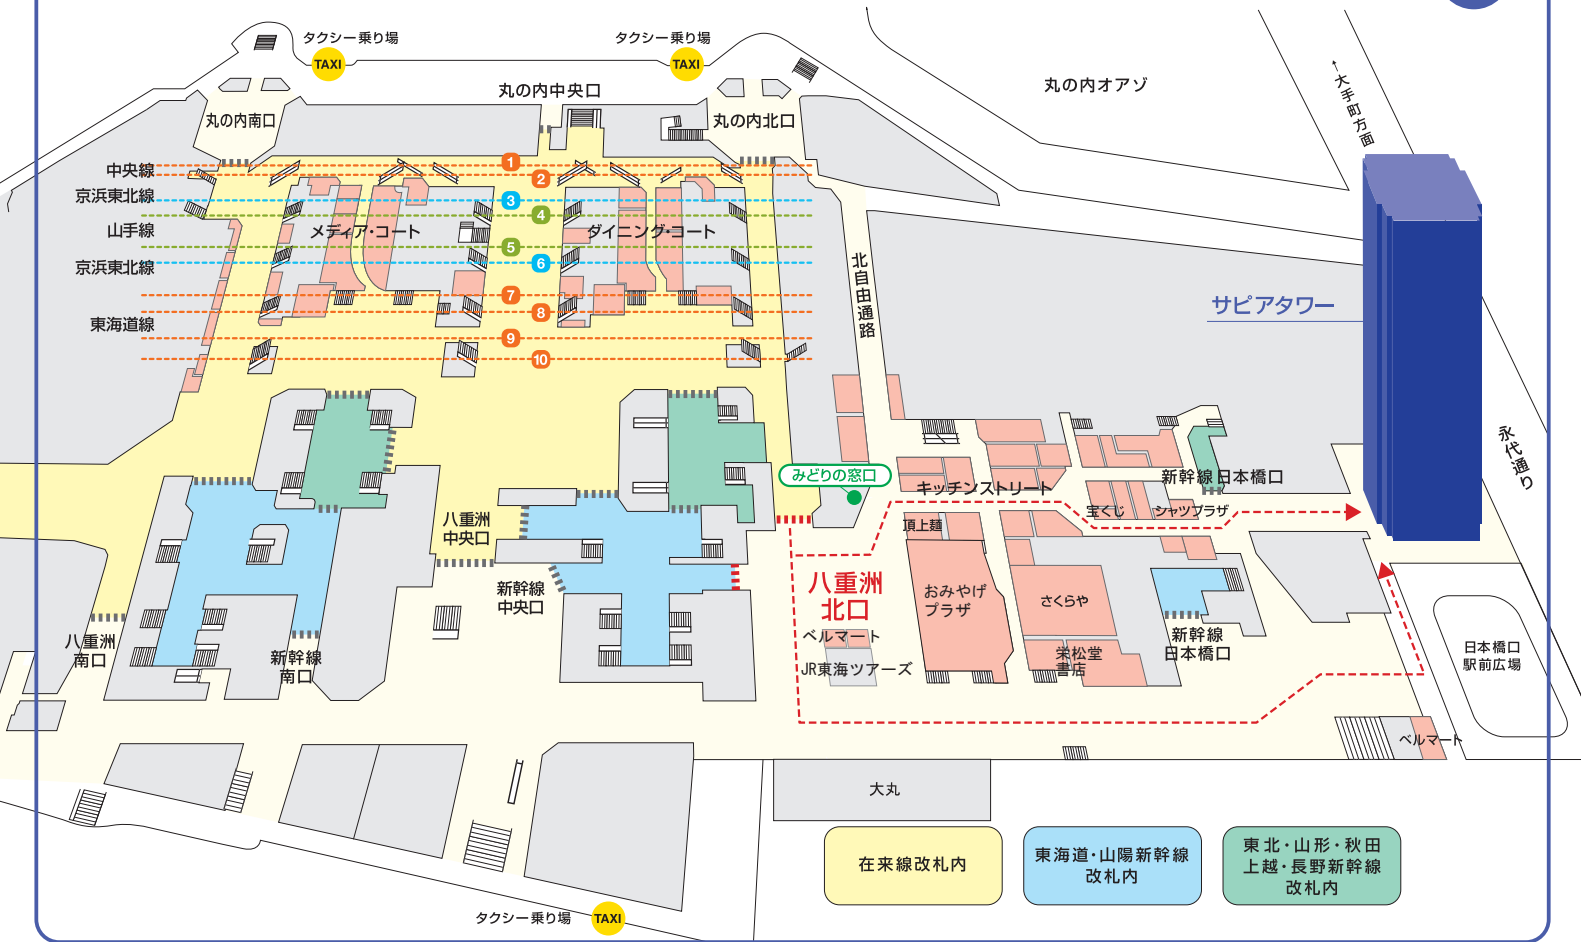 タクシー乗り場
TAXI
タクシー乗り場
TAXI
丸の内中央口
丸の内オアゾ
←大手町方面
丸の内南口
丸の内北口
中央線
1
2
京浜東北線
3
4
山手線
メディア・コート
ダイニング・コート
5
京浜東北線
6
7
東海道線
8
9
10
北自由通路
サピアタワー
永代通り
みどりの窓口
キッチンストリート
新幹線日本橋口
宝くじ
シャツプラザ
頂上麺
八重洲
中央口
新幹線
中央口
八重洲
北口
おみやげ
プラザ
さくらや
ベルマート
JR東海ツアーズ
栄松堂
書店
新幹線
日本橋口
八重洲
南口
新幹線
南口
日本橋口
駅前広場
ベルマート
大丸
在来線改札内
東海道・山陽新幹線
改札内
東北・山形・秋田
上越・長野新幹線
改札内
タクシー乗り場
TAXI